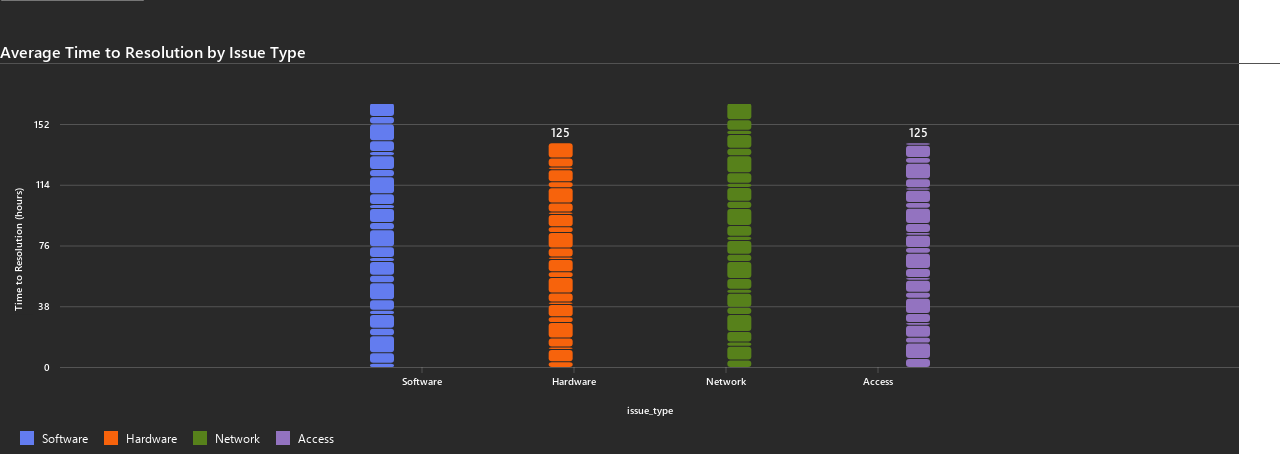 Average Time to Resolution by Issue Type
152
125
125
114
76
38
0
Time to Resolution (hours)
Software
Hardware
Network
Access
issue_type
Software
Hardware
Network
Access